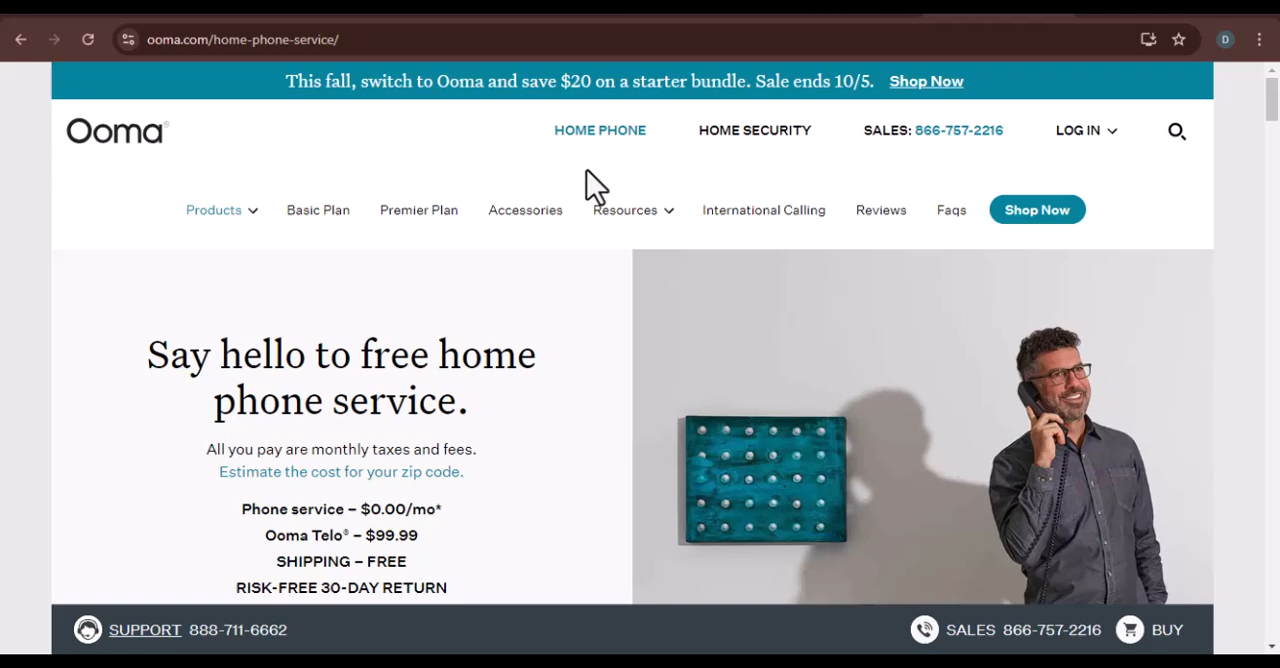 ooma.com/home-phone-service/
D
This fall, switch to Ooma and save $20 on a starter bundle. Sale ends 10/5. Shop Now
Ooma®
HOME PHONE HOME SECURITY SALES: 866-757-2216 LOG IN
Products Basic Plan Premier Plan Accessories Resources International Calling Reviews Faqs Shop Now
Say hello to free home
phone service.
All you pay are monthly taxes and fees.
Estimate the cost for your zip code.
Phone service – $0.00/mo*
Ooma Telo® – $99.99
SHIPPING – FREE
RISK-FREE 30-DAY RETURN
SUPPORT 888-711-6662 SALES 866-757-2216 BUY